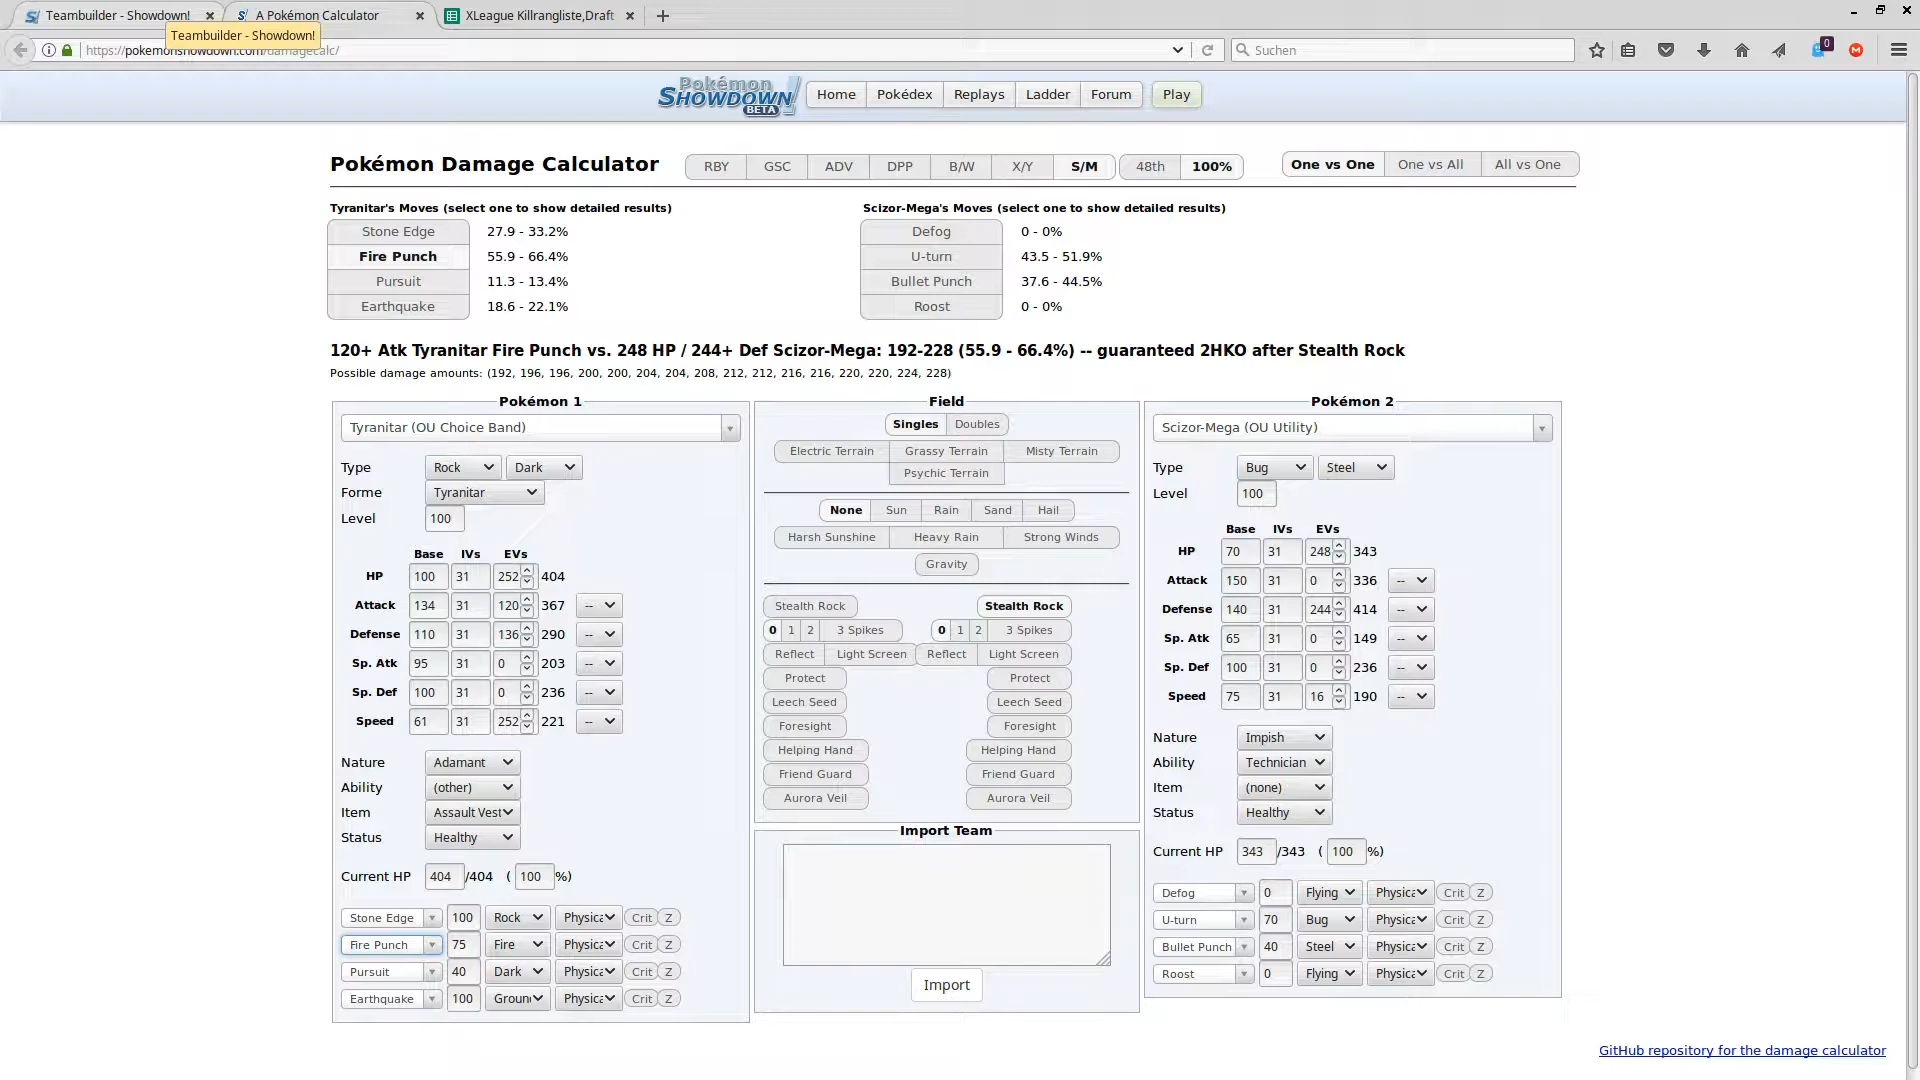 Teambuilder - Showdown!
A Pokémon Calculator
XLeague Killrangliste,Draft
Teambuilder - Showdown!
https://pokemonshowdown.com/damagecalc/
Suchen
0
Pokémon
SHOWDOWN!
BETA
Home Pokédex Replays Ladder Forum Play
Pokémon Damage Calculator
RBY GSC ADV DPP B/W X/Y S/M 48th 100%
One vs One One vs All All vs One
Tyranitar's Moves (select one to show detailed results)
Stone Edge 27.9 - 33.2%
Fire Punch 55.9 - 66.4%
Pursuit 11.3 - 13.4%
Earthquake 18.6 - 22.1%
Scizor-Mega's Moves (select one to show detailed results)
Defog 0 - 0%
U-turn 43.5 - 51.9%
Bullet Punch 37.6 - 44.5%
Roost 0 - 0%
120+ Atk Tyranitar Fire Punch vs. 248 HP / 244+ Def Scizor-Mega: 192-228 (55.9 - 66.4%) -- guaranteed 2HKO after Stealth Rock
Possible damage amounts: (192, 196, 196, 200, 200, 204, 204, 208, 212, 212, 216, 216, 220, 220, 224, 228)
Pokémon 1
Tyranitar (OU Choice Band)
Type Rock Dark
Forme Tyranitar
Level 100
Base IVs EVs
HP 100 31 252 404
Attack 134 31 120 367 --
Defense 110 31 136 290 --
Sp. Atk 95 31 0 203 --
Sp. Def 100 31 0 236 --
Speed 61 31 252 221 --
Nature Adamant
Ability (other)
Item Assault Vest
Status Healthy
Current HP 404 /404 ( 100 %)
Stone Edge 100 Rock Physica Crit Z
Fire Punch 75 Fire Physica Crit Z
Pursuit 40 Dark Physica Crit Z
Earthquake 100 Groun Physica Crit Z
Field
Singles Doubles
Electric Terrain Grassy Terrain Misty Terrain
Psychic Terrain
None Sun Rain Sand Hail
Harsh Sunshine Heavy Rain Strong Winds
Gravity
Stealth Rock Stealth Rock
0 1 2 3 Spikes 0 1 2 3 Spikes
Reflect Light Screen Reflect Light Screen
Protect Protect
Leech Seed Leech Seed
Foresight Foresight
Helping Hand Helping Hand
Friend Guard Friend Guard
Aurora Veil Aurora Veil
Import Team
Import
Pokémon 2
Scizor-Mega (OU Utility)
Type Bug Steel
Level 100
Base IVs EVs
HP 70 31 248 343
Attack 150 31 0 336 --
Defense 140 31 244 414 --
Sp. Atk 65 31 0 149 --
Sp. Def 100 31 0 236 --
Speed 75 31 16 190 --
Nature Impish
Ability Technician
Item (none)
Status Healthy
Current HP 343 /343 ( 100 %)
Defog 0 Flying Physica Crit Z
U-turn 70 Bug Physica Crit Z
Bullet Punch 40 Steel Physica Crit Z
Roost 0 Flying Physica Crit Z
GitHub repository for the damage calculator